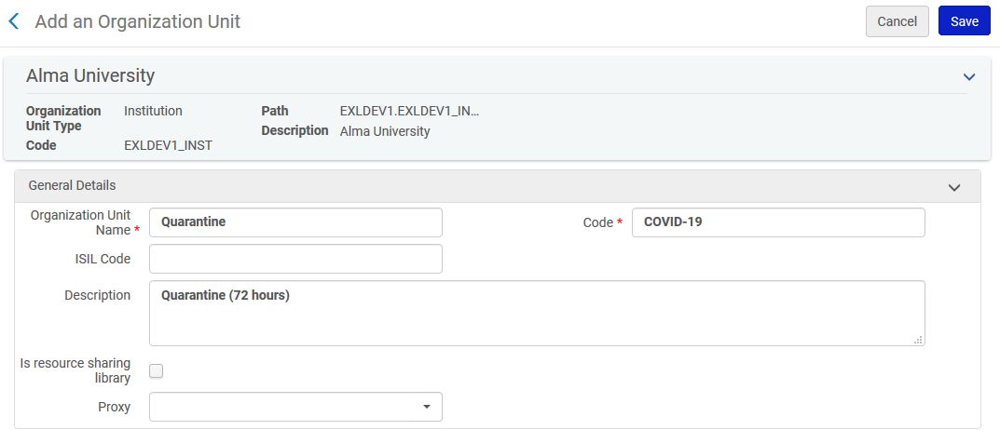 Add an Organization Unit
Cancel
Save
Alma University
Organization Unit Type Institution
Code EXLDEV1_INST
Path EXLDEV1.EXLDEV1_IN...
Description Alma University
General Details
Organization Unit Name * Quarantine
Code * COVID-19
ISIL Code
Description Quarantine (72 hours)
Is resource sharing library
Proxy